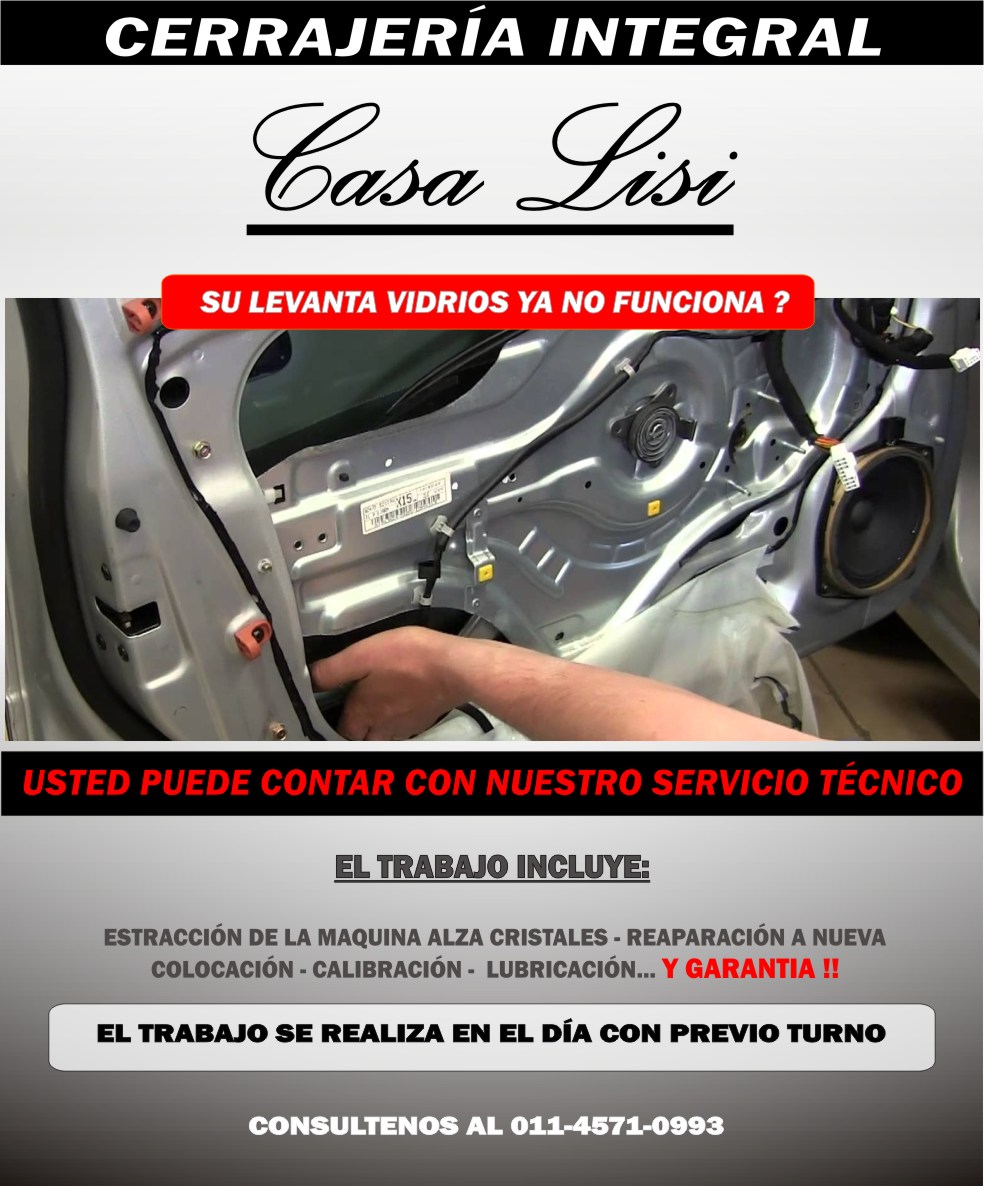 CERRAJERÍA INTEGRAL
Casa Lisi
SU LEVANTA VIDRIOS YA NO FUNCIONA ?
X15
USTED PUEDE CONTAR CON NUESTRO SERVICIO TÉCNICO
EL TRABAJO INCLUYE:
ESTRACCIÓN DE LA MAQUINA ALZA CRISTALES - REAPARACIÓN A NUEVA
COLOCACIÓN - CALIBRACIÓN - LUBRICACIÓN... Y GARANTIA !!
EL TRABAJO SE REALIZA EN EL DÍA CON PREVIO TURNO
CONSULTENOS AL 011-4571-0993